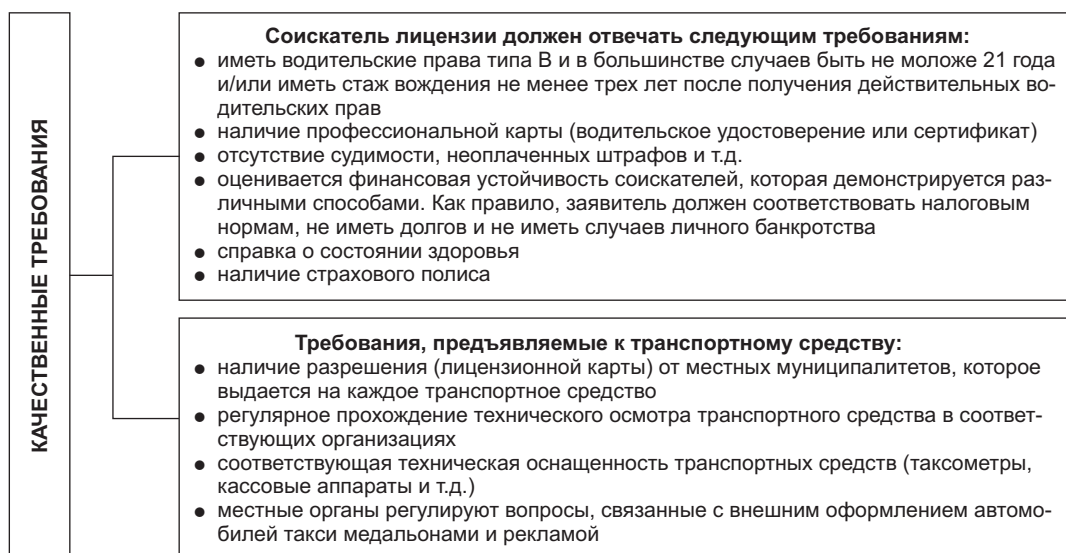 КАЧЕСТВЕННЫЕ ТРЕБОВАНИЯ
Соискатель лицензии должен отвечать следующим требованиям:
● иметь водительские права типа В и в большинстве случаев быть не моложе 21 года
и/или иметь стаж вождения не менее трех лет после получения действительных во-
дительских прав
● наличие профессиональной карты (водительское удостоверение или сертификат)
● отсутствие судимости, неоплаченных штрафов и т.д.
● оценивается финансовая устойчивость соискателей, которая демонстрируется раз-
личными способами. Как правило, заявитель должен соответствовать налоговым
нормам, не иметь долгов и не иметь случаев личного банкротства
● справка о состоянии здоровья
● наличие страхового полиса
Требования, предъявляемые к транспортному средству:
● наличие разрешения (лицензионной карты) от местных муниципалитетов, которое
выдается на каждое транспортное средство
● регулярное прохождение технического осмотра транспортного средства в соответ-
ствующих организациях
● соответствующая техническая оснащенность транспортных средств (таксометры,
кассовые аппараты и т.д.)
● местные органы регулируют вопросы, связанные с внешним оформлением автомо-
билей такси медальонами и рекламой